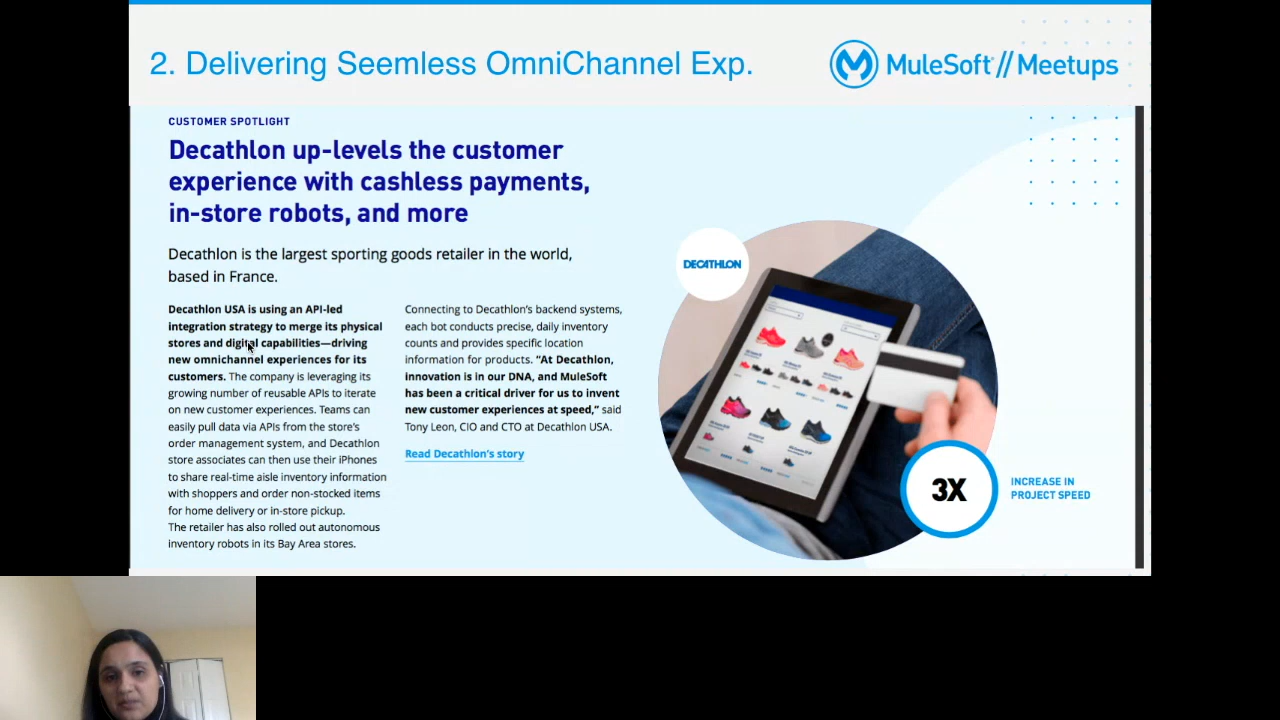 2. Delivering Seemless OmniChannel Exp.
MuleSoft // Meetups
CUSTOMER SPOTLIGHT
Decathlon up-levels the customer
experience with cashless payments,
in-store robots, and more
Decathlon is the largest sporting goods retailer in the world,
based in France.
Decathlon USA is using an API-led
integration strategy to merge its physical
stores and digital capabilities—driving
new omnichannel experiences for its
customers. The company is leveraging its
growing number of reusable APIs to iterate
on new customer experiences. Teams can
easily pull data via APIs from the store's
order management system, and Decathlon
store associates can then use their iPhones
to share real-time aisle inventory information
with shoppers and order non-stocked items
for home delivery or in-store pickup.
The retailer has also rolled out autonomous
inventory robots in its Bay Area stores.
Connecting to Decathlon's backend systems,
each bot conducts precise, daily inventory
counts and provides specific location
information for products. "At Decathlon,
innovation is in our DNA, and MuleSoft
has been a critical driver for us to invent
new customer experiences at speed," said
Tony Leon, CIO and CTO at Decathlon USA.
Read Decathlon's story
DECATHLON
3X
INCREASE IN
PROJECT SPEED